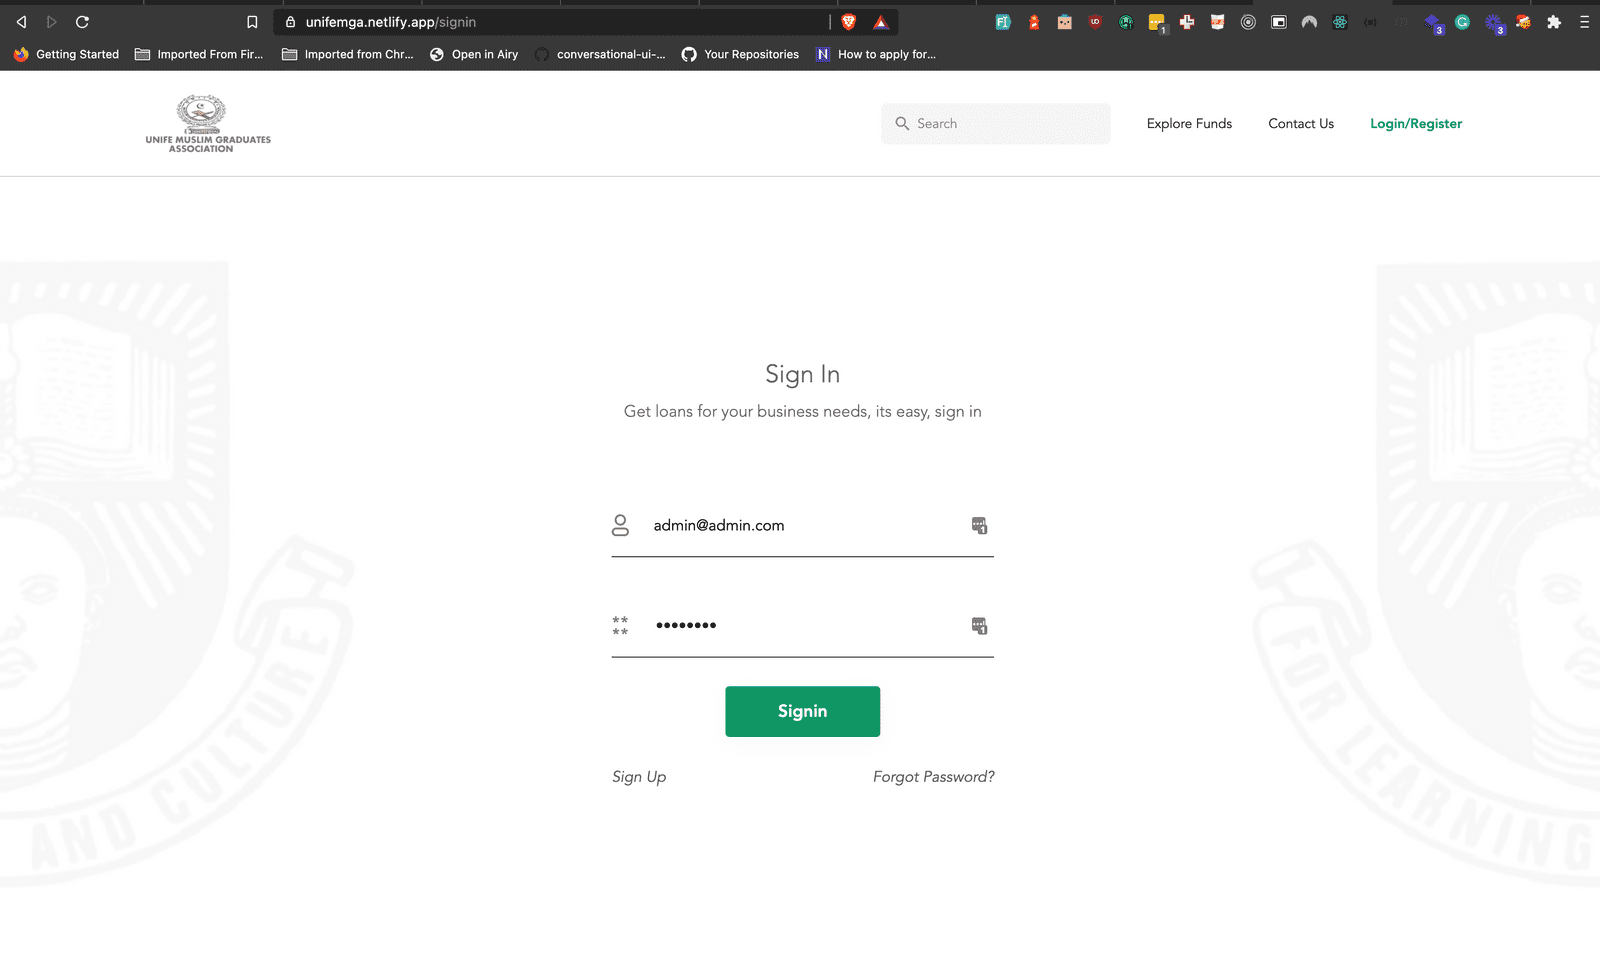 unifemga.netlify.app/signin
Getting Started Imported From Fir... Imported from Chr... Open in Airy conversational-ui-... Your Repositories How to apply for...
UNIFE MUSLIM GRADUATES
ASSOCIATION
Search Explore Funds Contact Us Login/Register
Sign In
Get loans for your business needs, its easy, sign in
admin@admin.com
••••••••
Signin
Sign Up Forgot Password?
AND CULTURE
FOR LEARNING